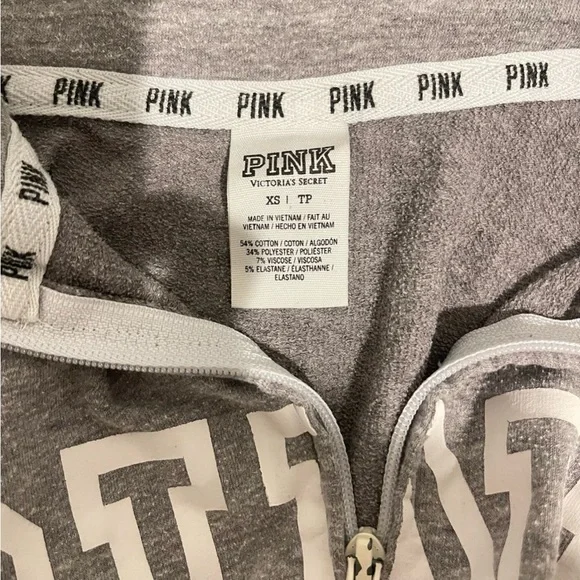 PINK PINK PINK PINK PINK PINK
PINK
PINK
PINK
VICTORIA'S SECRET
XS | TP
MADE IN VIETNAM / FAIT AU
VIETNAM / HECHO EN VIETNAM
54% COTTON / COTON / ALGODÓN
34% POLYESTER / POLIÉSTER
7% VISCOSE / VISCOSA
5% ELASTANE / ÉLASTHANNE /
ELASTANO